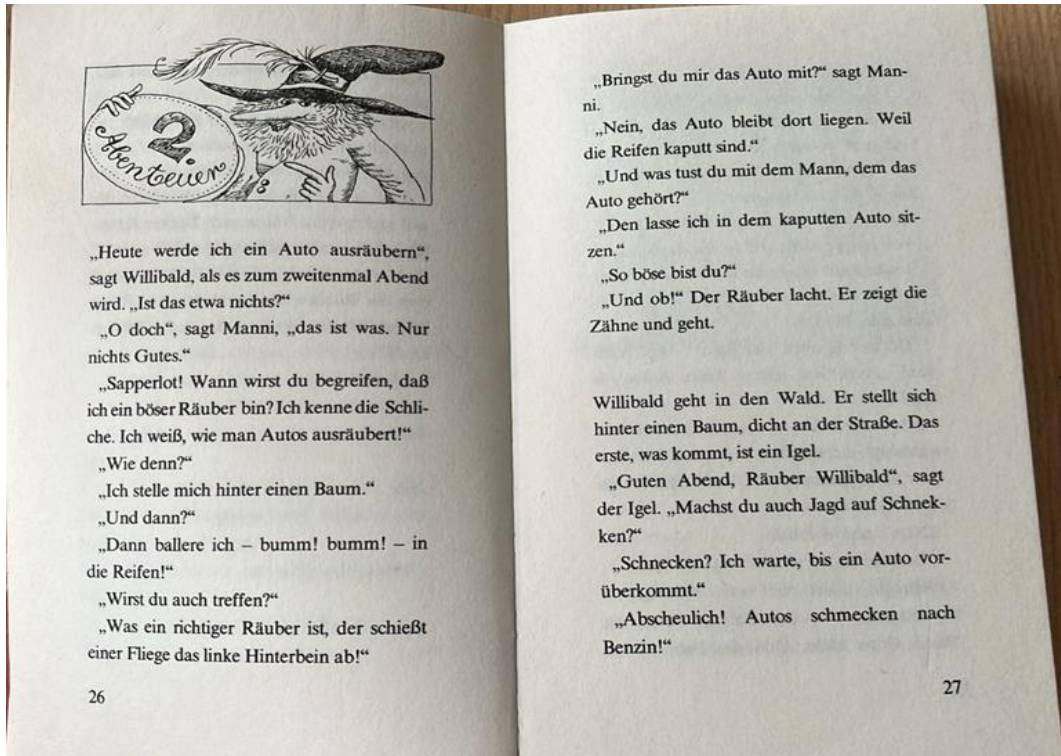 2.
Abenteuer
„Heute werde ich ein Auto ausräubern“,
sagt Willibald, als es zum zweitenmal Abend
wird. „Ist das etwa nichts?“
„O doch“, sagt Manni, „das ist was. Nur
nichts Gutes.“
„Sapperlot! Wann wirst du begreifen, daß
ich ein böser Räuber bin? Ich kenne die Schli-
che. Ich weiß, wie man Autos ausräubert!“
„Wie denn?“
„Ich stelle mich hinter einen Baum.“
„Und dann?“
„Dann ballere ich – bumm! bumm! – in
die Reifen!“
„Wirst du auch treffen?“
„Was ein richtiger Räuber ist, der schießt
einer Fliege das linke Hinterbein ab!“
26
„Bringst du mir das Auto mit?“ sagt Man-
ni.
„Nein, das Auto bleibt dort liegen. Weil
die Reifen kaputt sind.“
„Und was tust du mit dem Mann, dem das
Auto gehört?“
„Den lasse ich in dem kaputten Auto sit-
zen.“
„So böse bist du?“
„Und ob!“ Der Räuber lacht. Er zeigt die
Zähne und geht.
Willibald geht in den Wald. Er stellt sich
hinter einen Baum, dicht an der Straße. Das
erste, was kommt, ist ein Igel.
„Guten Abend, Räuber Willibald“, sagt
der Igel. „Machst du auch Jagd auf Schnek-
ken?“
„Schnecken? Ich warte, bis ein Auto vor-
überkommt.“
„Abscheulich! Autos schmecken nach
Benzin!“
27